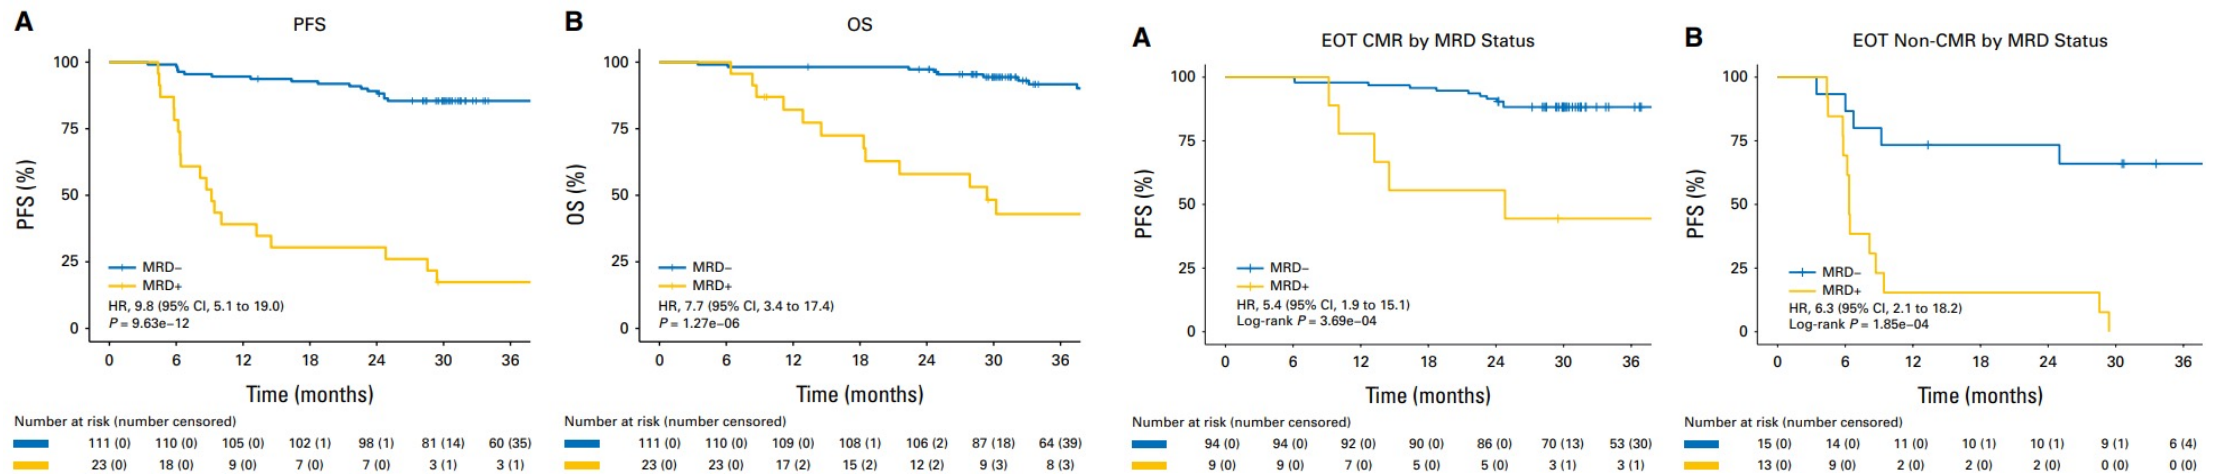 A
PFS
100
75
50
25
0
PFS (%)
MRD–
MRD+
HR, 9.8 (95% CI, 5.1 to 19.0)
P = 9.63e–12
0 6 12 18 24 30 36
Time (months)
Number at risk (number censored)
111 (0) 110 (0) 105 (0) 102 (1) 98 (1) 81 (14) 60 (35)
23 (0) 18 (0) 9 (0) 7 (0) 7 (0) 3 (1) 3 (1)
B
OS
100
75
50
25
0
OS (%)
MRD–
MRD+
HR, 7.7 (95% CI, 3.4 to 17.4)
P = 1.27e–06
0 6 12 18 24 30 36
Time (months)
Number at risk (number censored)
111 (0) 110 (0) 109 (0) 108 (1) 106 (2) 87 (18) 64 (39)
23 (0) 23 (0) 17 (2) 15 (2) 12 (2) 9 (3) 8 (3)
A
EOT CMR by MRD Status
100
75
50
25
0
PFS (%)
MRD–
MRD+
HR, 5.4 (95% CI, 1.9 to 15.1)
Log-rank P = 3.69e–04
0 6 12 18 24 30 36
Time (months)
Number at risk (number censored)
94 (0) 94 (0) 92 (0) 90 (0) 86 (0) 70 (13) 53 (30)
9 (0) 9 (0) 7 (0) 5 (0) 5 (0) 3 (1) 3 (1)
B
EOT Non-CMR by MRD Status
100
75
50
25
0
PFS (%)
MRD–
MRD+
HR, 6.3 (95% CI, 2.1 to 18.2)
Log-rank P = 1.85e–04
0 6 12 18 24 30 36
Time (months)
Number at risk (number censored)
15 (0) 14 (0) 11 (0) 10 (1) 10 (1) 9 (1) 6 (4)
13 (0) 9 (0) 2 (0) 2 (0) 2 (0) 0 (0) 0 (0)